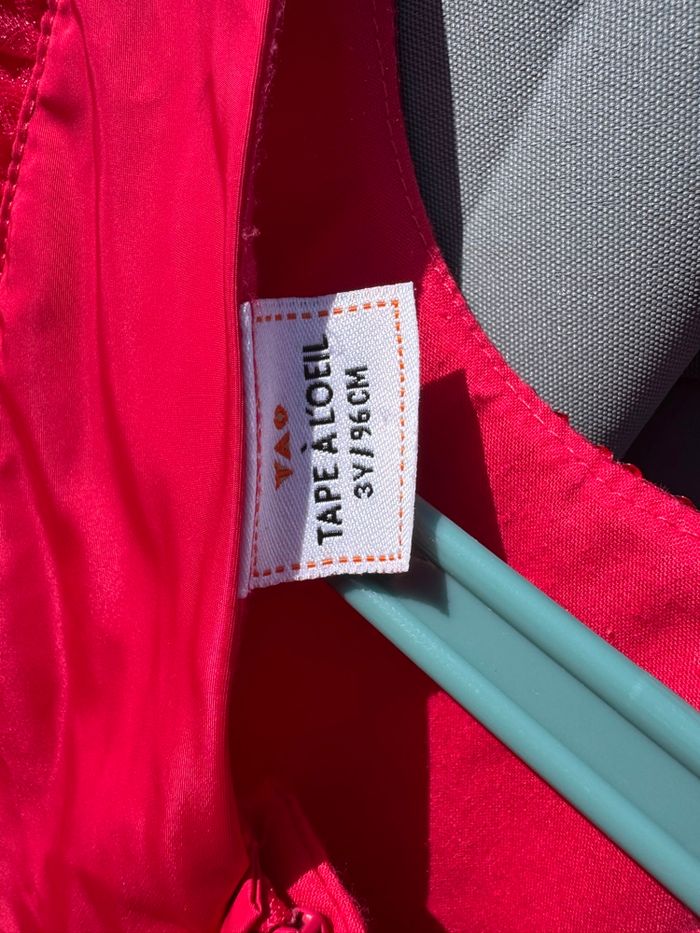 TAO
TAPE À L'OEIL
3Y/96CM